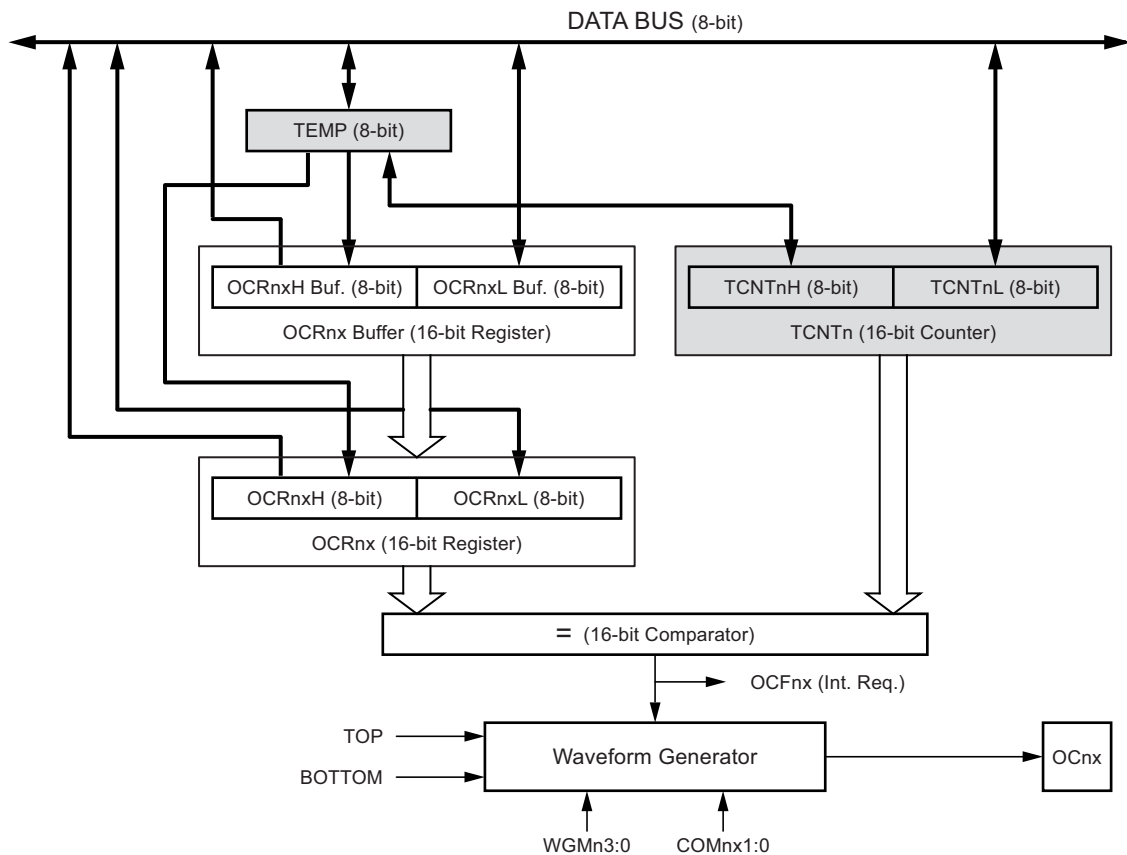 DATA BUS (8-bit)
TEMP (8-bit)
OCRnxH Buf. (8-bit)
OCRnxL Buf. (8-bit)
OCRnx Buffer (16-bit Register)
TCNTnH (8-bit)
TCNTnL (8-bit)
TCNTn (16-bit Counter)
OCRnxH (8-bit)
OCRnxL (8-bit)
OCRnx (16-bit Register)
= (16-bit Comparator)
OCFnx (Int. Req.)
TOP
BOTTOM
Waveform Generator
OCnx
WGMn3:0
COMnx1:0